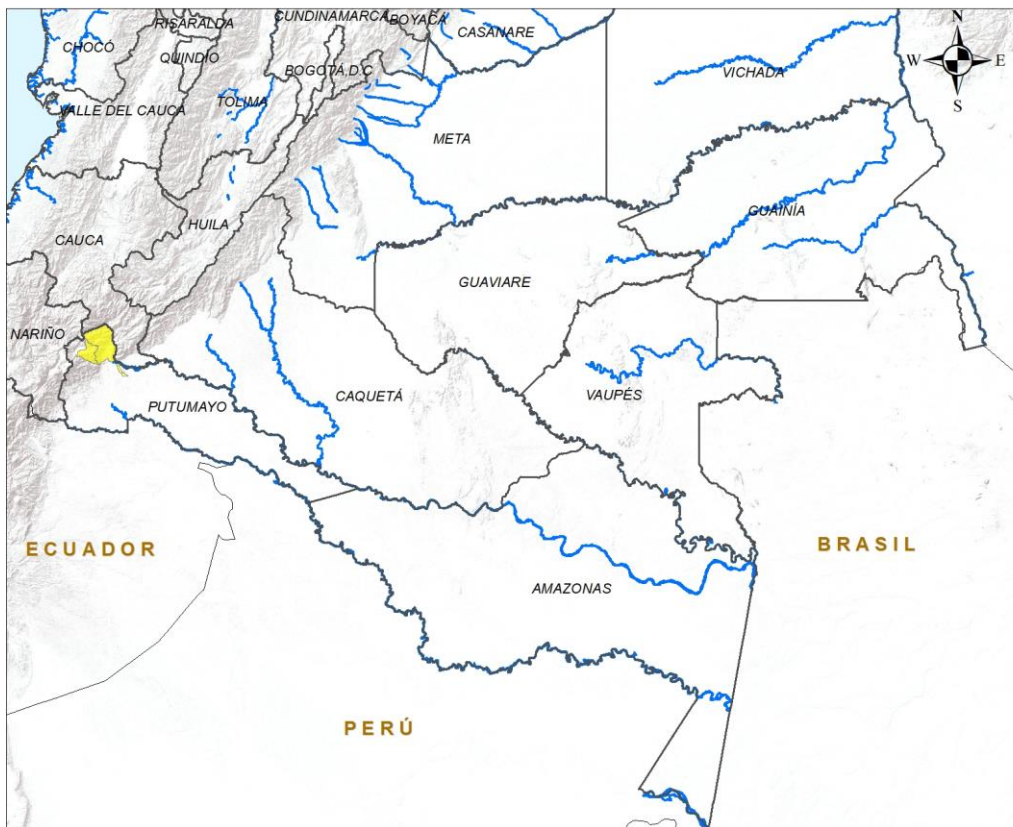 RISARALDA
CUNDINAMARCA
BOYACÁ
N
CHOCÓ
CASANARE
QUINDÍO
W
E
BOGOTÁ,D.C
VICHADA
TOLIMA
S
VALLE DEL CAUCA
META
GUAINÍA
HUILA
CAUCA
GUAVIARE
NARIÑO
CAQUETÁ
VAUPÉS
PUTUMAYO
BRASIL
ECUADOR
AMAZONAS
PERÚ